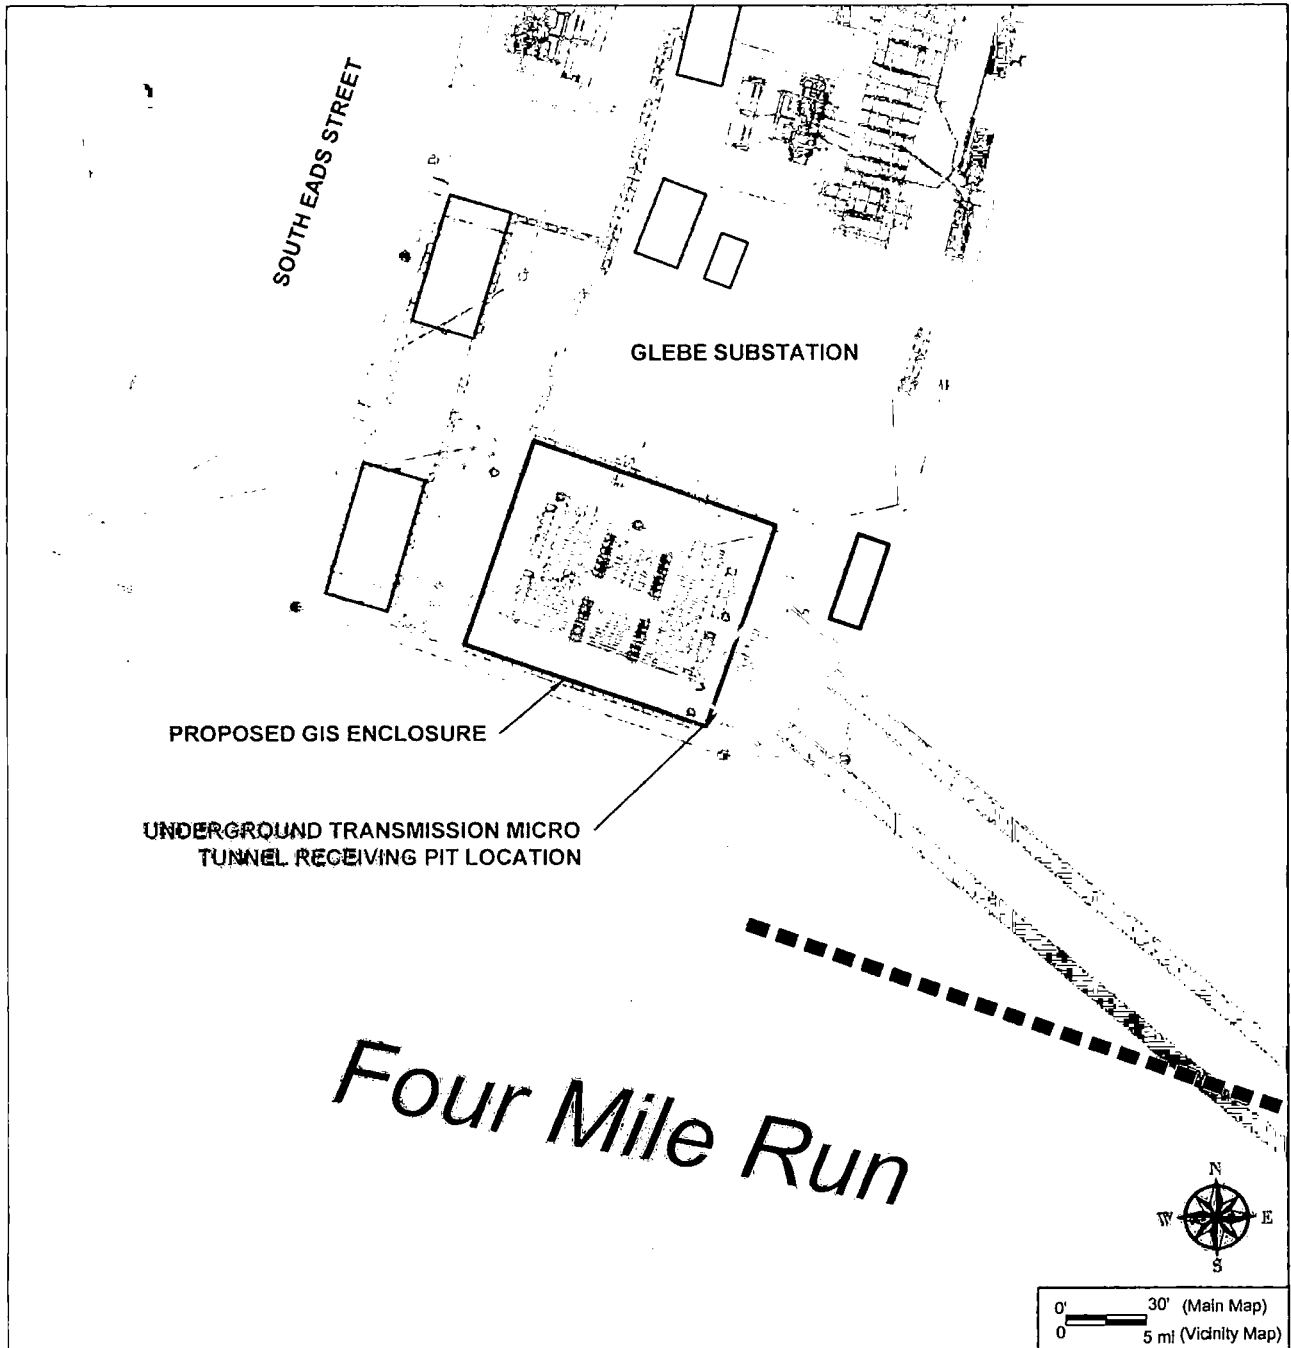 SOUTH EADS STREET
GLEBE SUBSTATION
PROPOSED GIS ENCLOSURE
UNDERGROUND TRANSMISSION MICRO
TUNNEL RECEIVING PIT LOCATION
Four Mile Run
N
W E
S
0' 30' (Main Map)
0 5 mi (Vicinity Map)